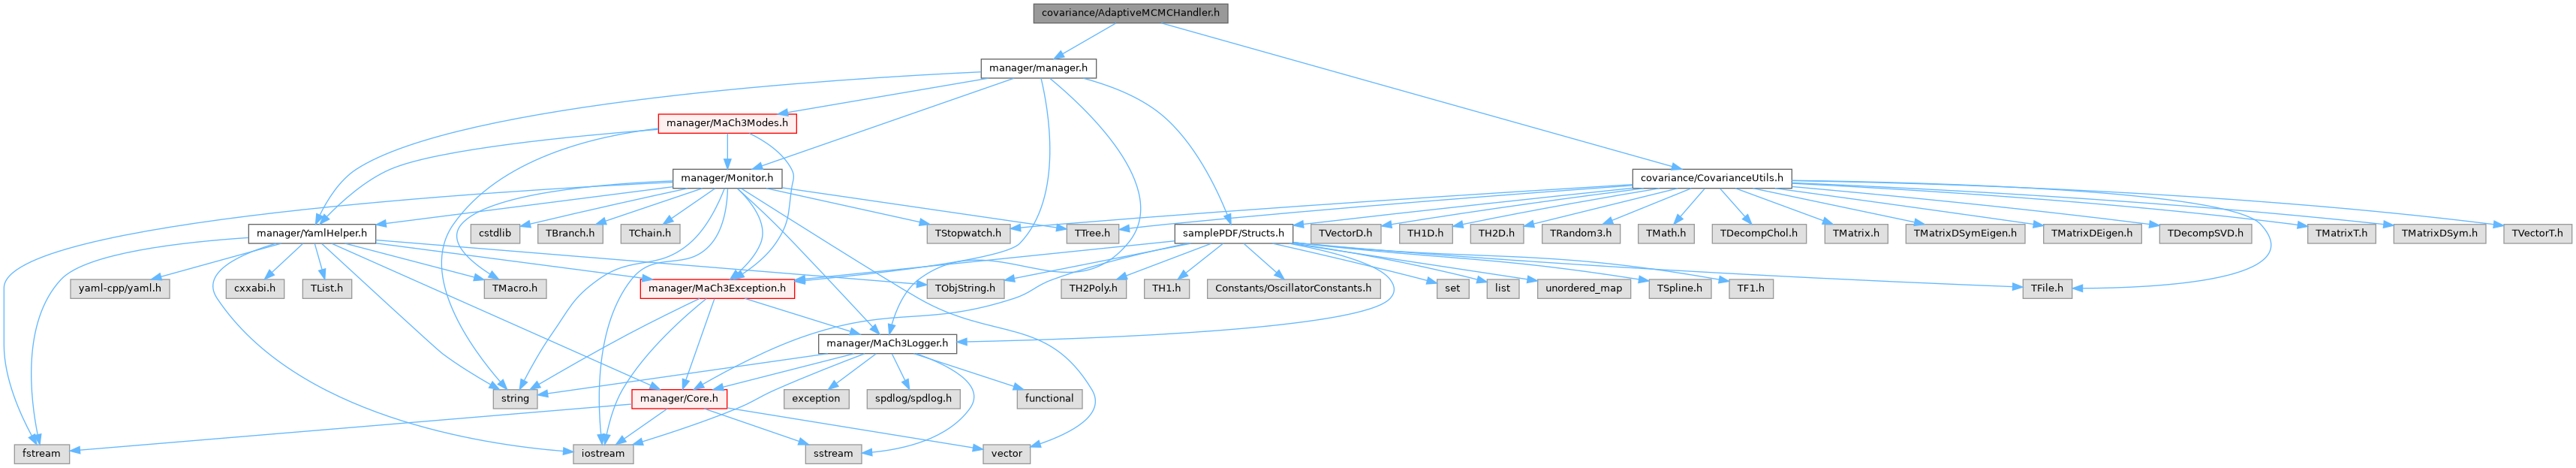 covariance/AdaptiveMCMCHandler.h
manager/manager.h
manager/MaCh3Modes.h
manager/Monitor.h
covariance/CovarianceUtils.h
manager/YamlHelper.h
cstdlib
TBranch.h
TChain.h
TStopwatch.h
TTree.h
samplePDF/Structs.h
TVectorD.h
TH1D.h
TH2D.h
TRandom3.h
TMath.h
TDecompChol.h
TMatrix.h
TMatrixDSymEigen.h
TMatrixDEigen.h
TDecompSVD.h
TMatrixT.h
TMatrixDSym.h
TVectorT.h
yaml-cpp/yaml.h
cxxabi.h
TList.h
TMacro.h
manager/MaCh3Exception.h
TObjString.h
TH2Poly.h
TH1.h
Constants/OscillatorConstants.h
set
list
unordered_map
TSpline.h
TF1.h
TFile.h
manager/MaCh3Logger.h
string
manager/Core.h
exception
spdlog/spdlog.h
functional
fstream
iostream
sstream
vector